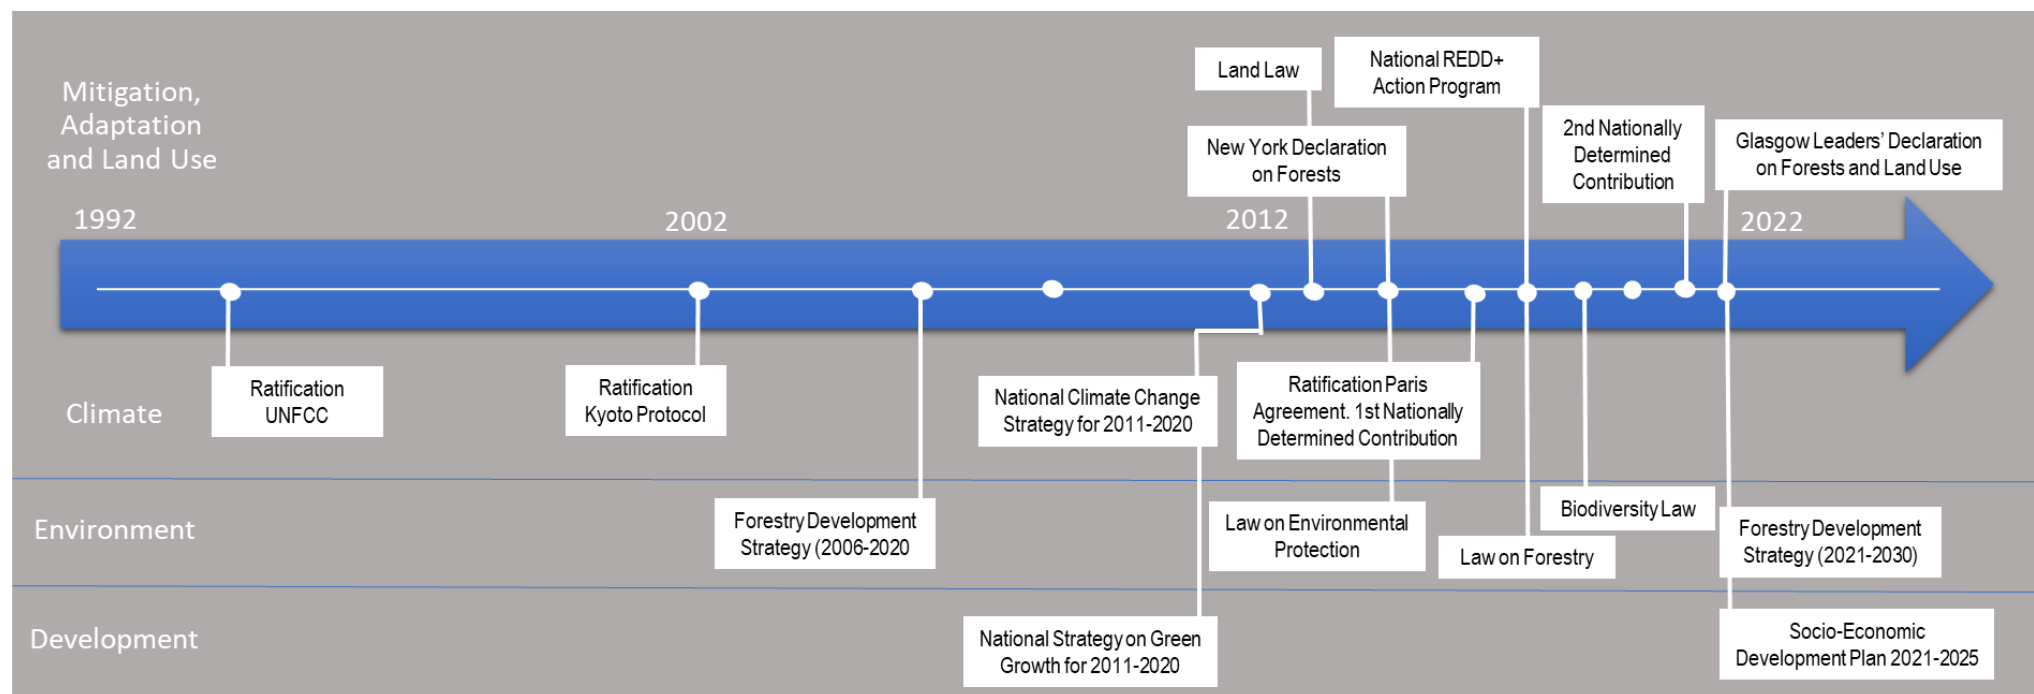 Mitigation,
Adaptation
and Land Use
Land Law
National REDD+
Action Program
New York Declaration
on Forests
2nd Nationally
Determined
Contribution
Glasgow Leaders' Declaration
on Forests and Land Use
1992
2002
2012
2022
Climate
Ratification
UNFCC
Ratification
Kyoto Protocol
National Climate Change
Strategy for 2011-2020
Ratification Paris
Agreement. 1st Nationally
Determined Contribution
Environment
Forestry Development
Strategy (2006-2020
Law on Environmental
Protection
Law on Forestry
Biodiversity Law
Forestry Development
Strategy (2021-2030)
Development
National Strategy on Green
Growth for 2011-2020
Socio-Economic
Development Plan 2021-2025